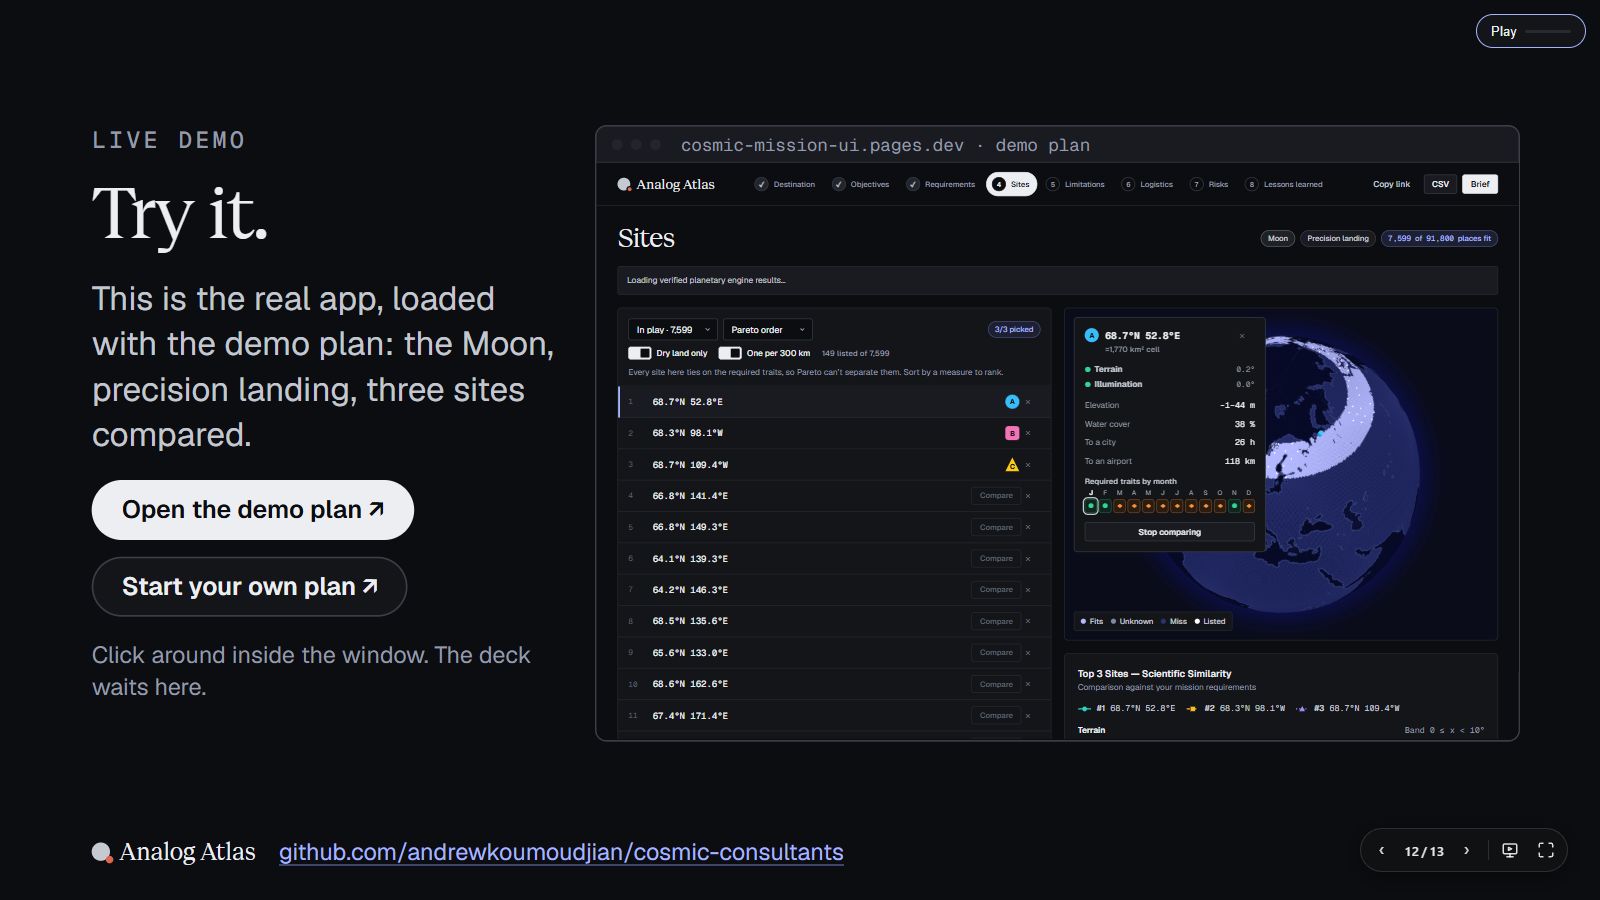 Play
LIVE DEMO
Try it.
This is the real app, loaded
with the demo plan: the Moon,
precision landing, three sites
compared.
Open the demo plan ↗
Start your own plan ↗
Click around inside the window. The deck
waits here.
cosmic-mission-ui.pages.dev · demo plan
Analog Atlas
Destination
Objectives
Requirements
4 Sites
5 Limitations
6 Logistics
7 Risks
8 Lessons learned
Copy link
CSV
Brief
Sites
Moon
Precision landing
7,599 of 91,800 places fit
Loading verified planetary engine results…
In play · 7,599
Pareto order
3/3 picked
Dry land only
One per 300 km
149 listed of 7,599
Every site here ties on the required traits, so Pareto can't separate them. Sort by a measure to rank.
1 68.7°N 52.8°E A ×
2 68.3°N 98.1°W B ×
3 68.7°N 109.4°W C ×
4 66.8°N 141.4°E Compare ×
5 66.8°N 149.3°E Compare ×
6 64.1°N 139.3°E Compare ×
7 64.2°N 146.3°E Compare ×
8 68.5°N 135.6°E Compare ×
9 65.6°N 133.0°E Compare ×
10 68.6°N 162.6°E Compare ×
11 67.4°N 171.4°E Compare ×
A 68.7°N 52.8°E ×
≈1,770 km² cell
Terrain 0.2°
Illumination 0.0°
Elevation -1–44 m
Water cover 38 %
To a city 26 h
To an airport 118 km
Required traits by month
J F M A M J J A S O N D
Stop comparing
Fits Unknown Miss Listed
Top 3 Sites — Scientific Similarity
Comparison against your mission requirements
#1 68.7°N 52.8°E #2 68.3°N 98.1°W #3 68.7°N 109.4°W
Terrain Band 0 ≤ x < 10°
Analog Atlas
github.com/andrewkoumoudjian/cosmic-consultants
‹ 12/13 ›